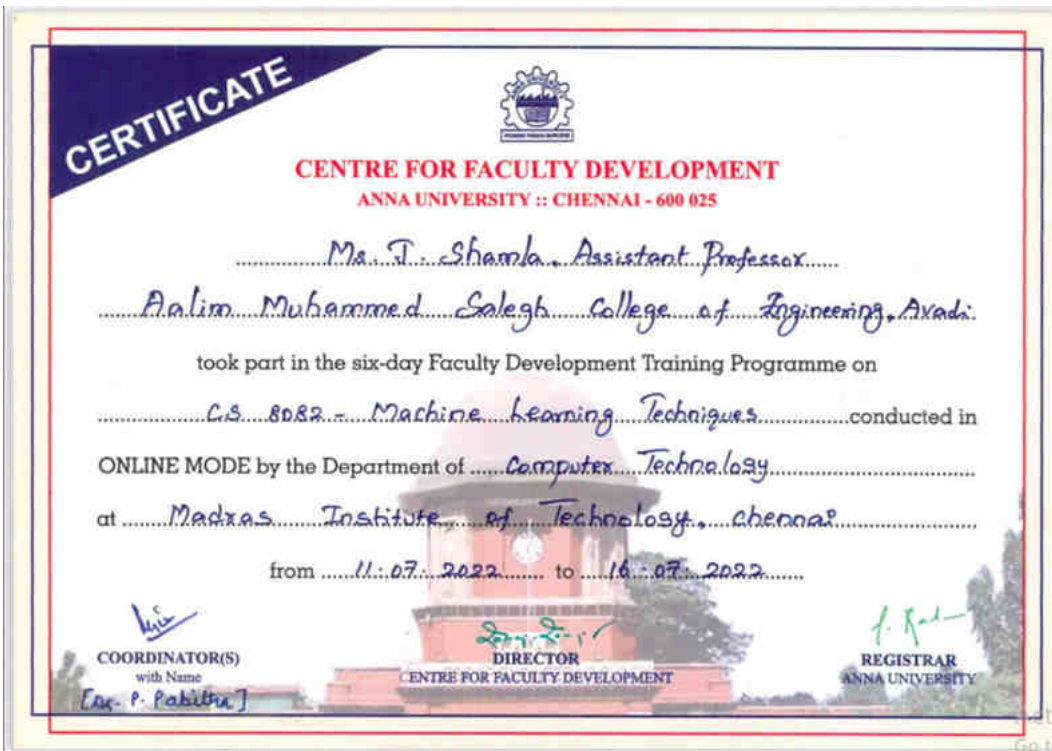 CERTIFICATE
ANNA UNIVERSITY
CENTRE FOR FACULTY DEVELOPMENT
ANNA UNIVERSITY :: CHENNAI - 600 025
Ms. J. Shamla, Assistant Professor
Aalim Muhammed Salegh College of Engineering, Avadi
took part in the six-day Faculty Development Training Programme on
CS 8082 - Machine Learning Techniques conducted in
ONLINE MODE by the Department of Computer Technology
at Madras Institute of Technology, Chennai
from 11.07.2022 to 16.07.2022
COORDINATOR(S)
with Name
[Dr. P. Pabitha]
DIRECTOR
CENTRE FOR FACULTY DEVELOPMENT
REGISTRAR
ANNA UNIVERSITY